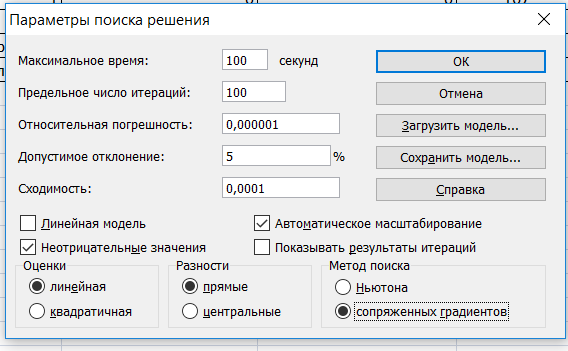 Параметры поиска решения
Максимальное время: 100 секунд ОК
Предельное число итераций: 100 Отмена
Относительная погрешность: 0,000001 Загрузить модель...
Допустимое отклонение: 5 % Сохранить модель...
Сходимость: 0,0001 Справка
Линейная модель Автоматическое масштабирование
Неотрицательные значения Показывать результаты итераций
Оценки Разности Метод поиска
линейная прямые Ньютона
квадратичная центральные сопряженных градиентов